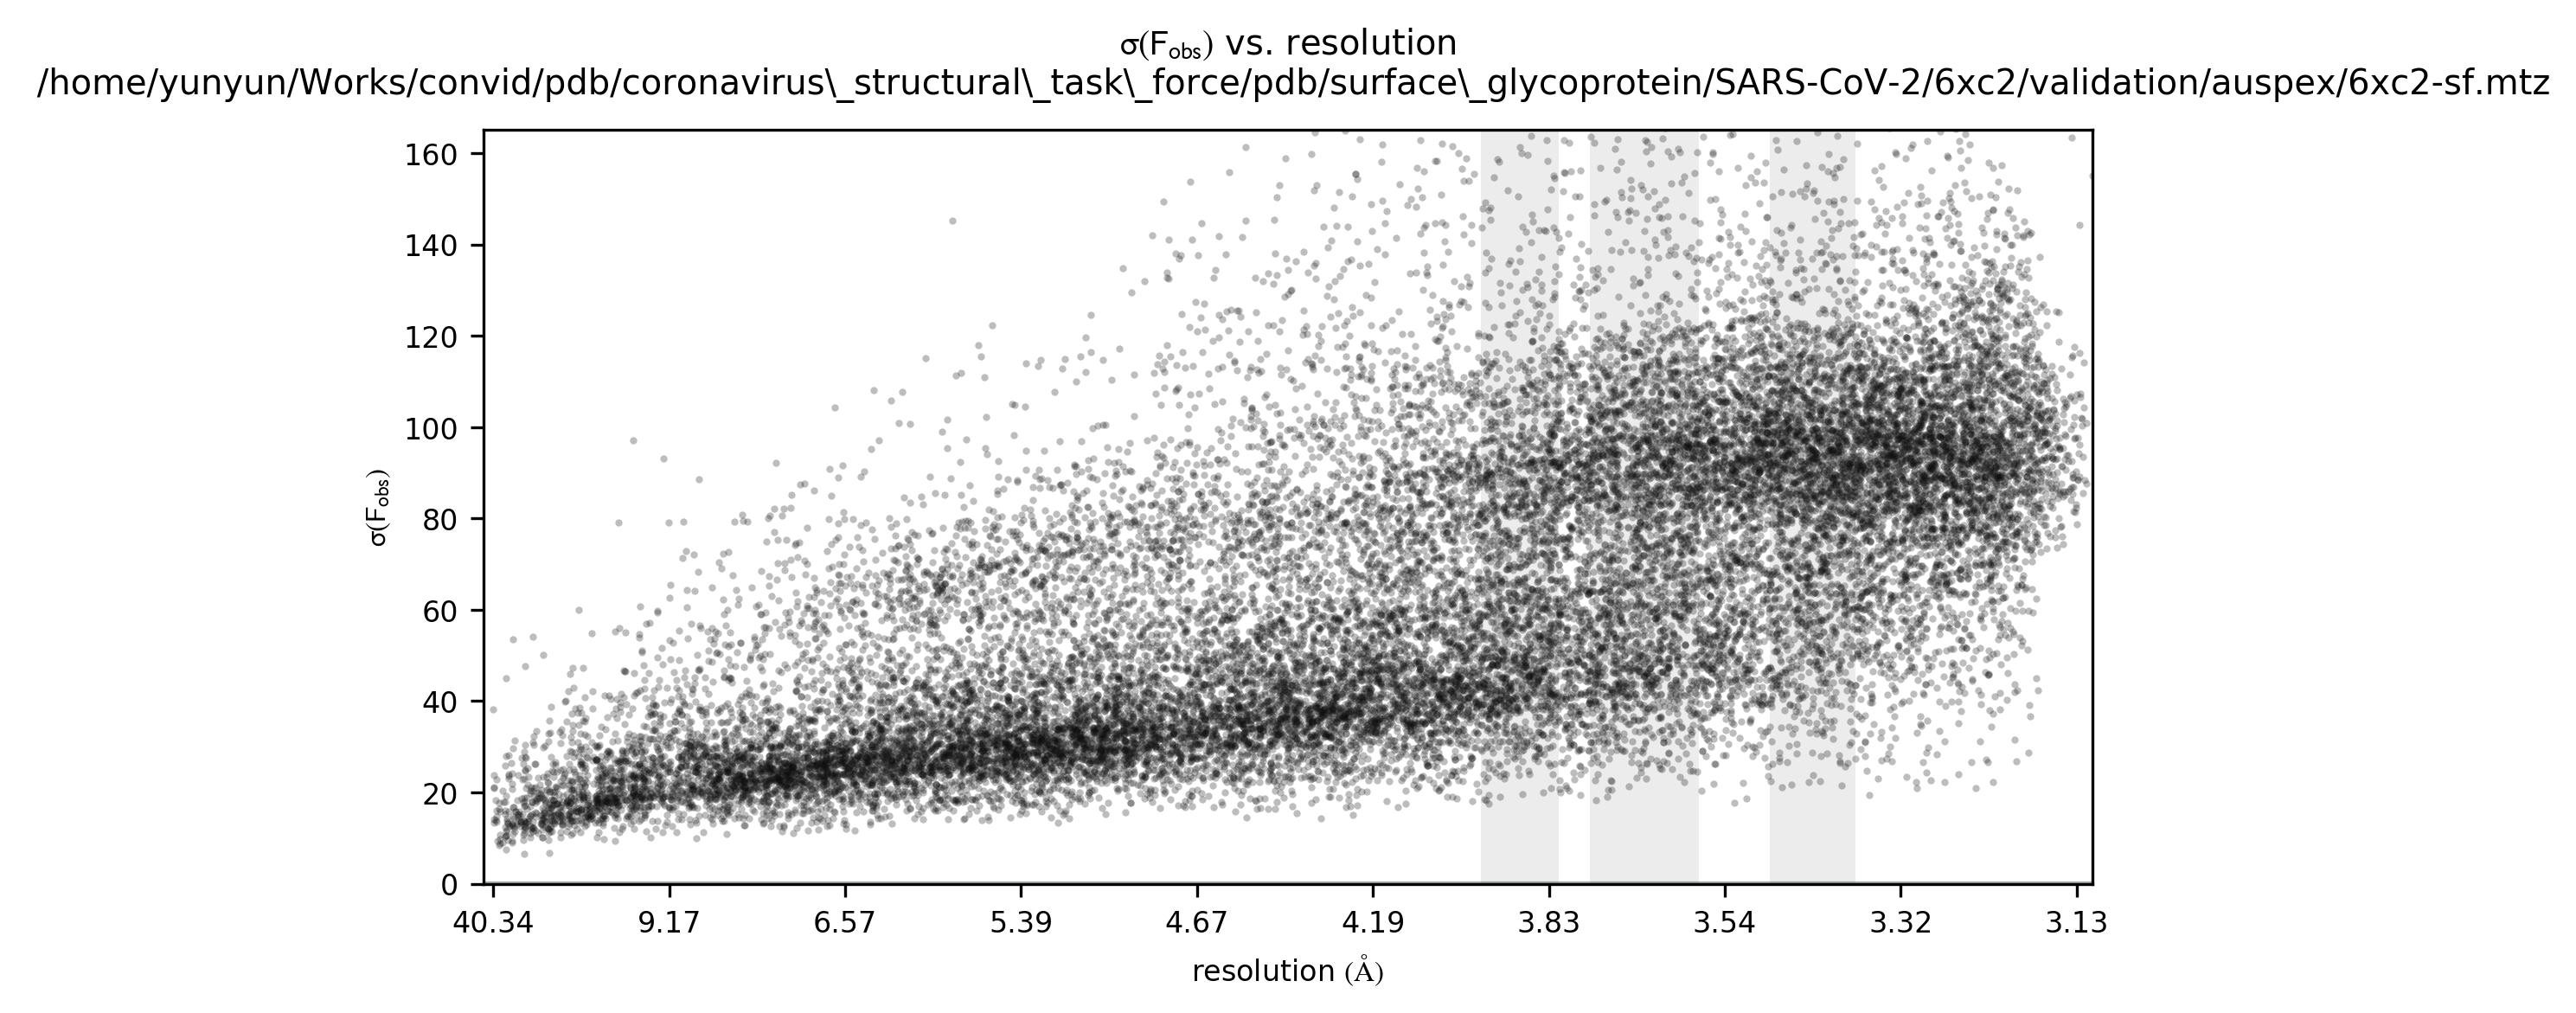 σ(Fobs) vs. resolution
/home/yunyun/Works/convid/pdb/coronavirus\_structural\_task\_force/pdb/surface\_glycoprotein/SARS-CoV-2/6xc2/validation/auspex/6xc2-sf.mtz
160
140
120
100
80
60
40
20
0
σ(Fobs)
40.34 9.17 6.57 5.39 4.67 4.19 3.83 3.54 3.32 3.13
resolution (Å)